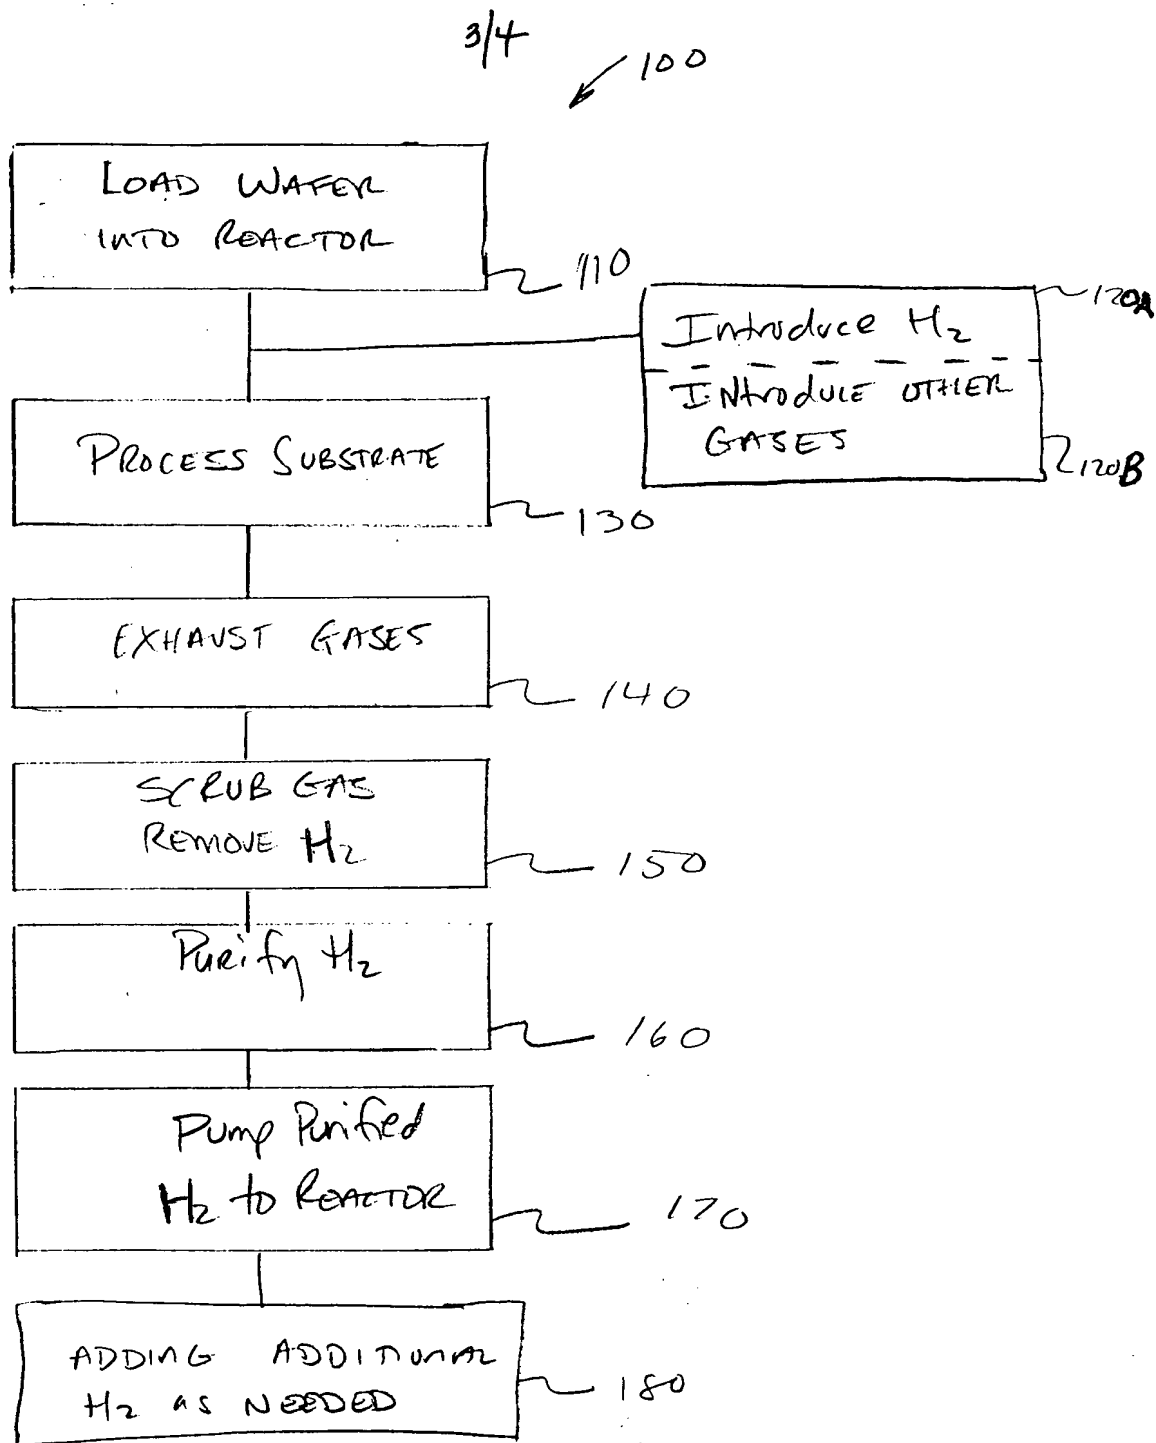 3/4
100
LOAD WAFER
INTO REACTOR
110
120A
Introduce H₂
INtroduce OTHER
GASES
120B
PROCESS SUBSTRATE
130
EXHAUST GASES
140
SCRUB GAS
REMOVE H₂
150
Purify H₂
160
Pump Purified
H₂ to REACTOR
170
ADDING ADDITIONAL
H₂ as NEEDED
180